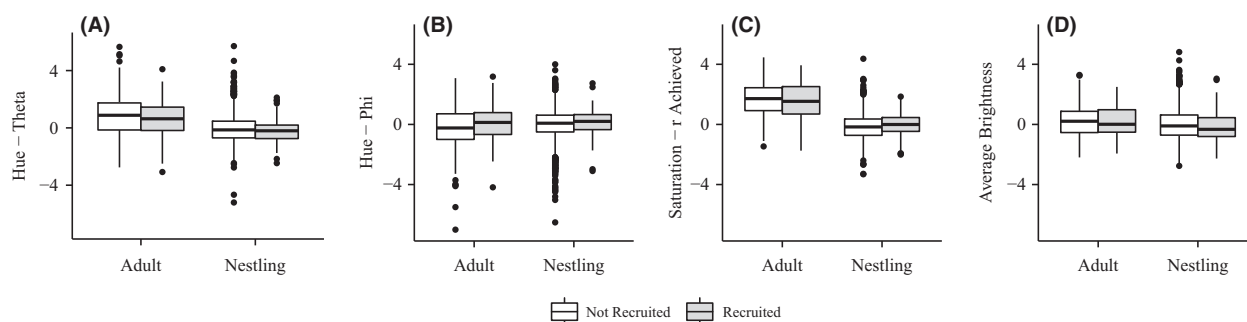 (A)
Hue − Theta
4
0
−4
Adult
Nestling
(B)
Hue − Phi
4
0
−4
Adult
Nestling
(C)
Saturation − r Achieved
4
0
−4
Adult
Nestling
(D)
Average Brightness
4
0
−4
Adult
Nestling
Not Recruited
Recruited